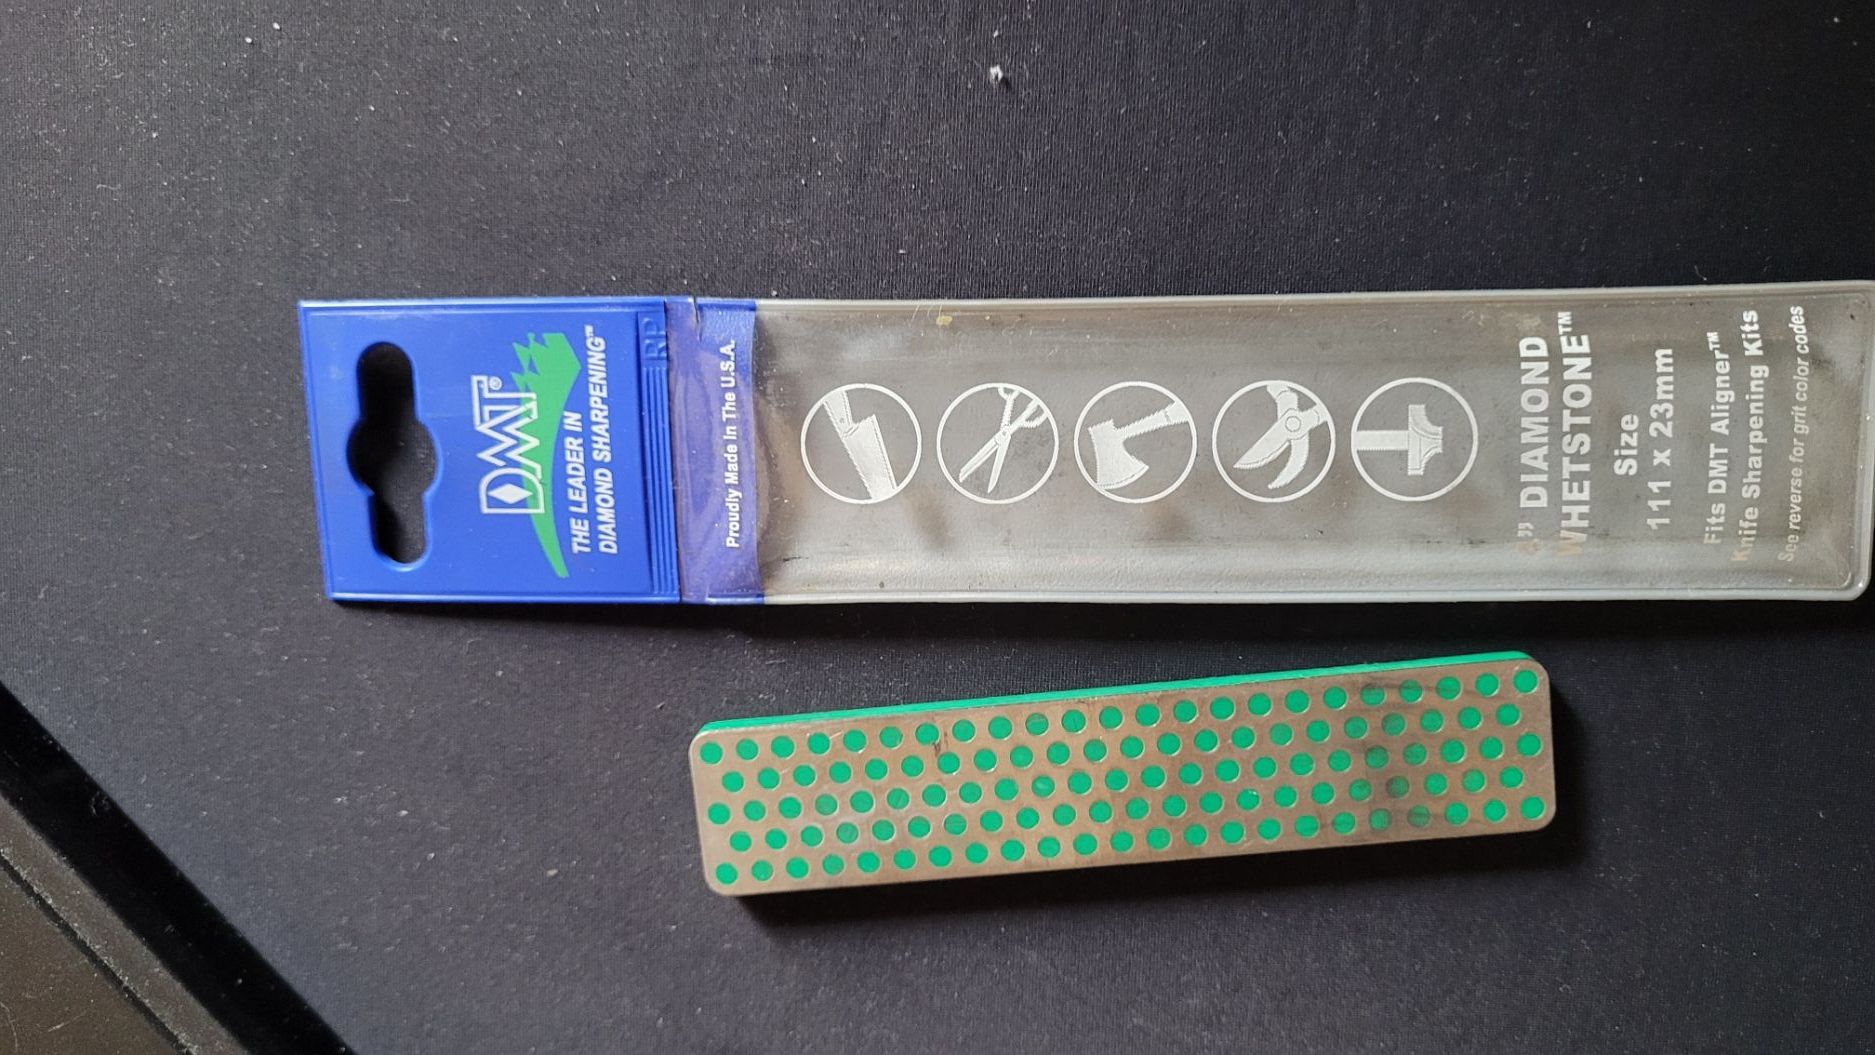 DMT®
THE LEADER IN
DIAMOND SHARPENING™
Proudly Made In The U.S.A.
4” DIAMOND
WHETSTONE™
Size
111 x 23mm
Fits DMT Aligner™
Knife Sharpening Kits
See reverse for grit color codes